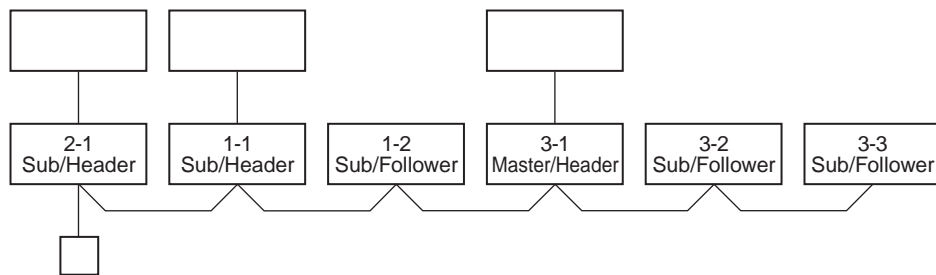 2-1
Sub/Header
1-1
Sub/Header
1-2
Sub/Follower
3-1
Master/Header
3-2
Sub/Follower
3-3
Sub/Follower